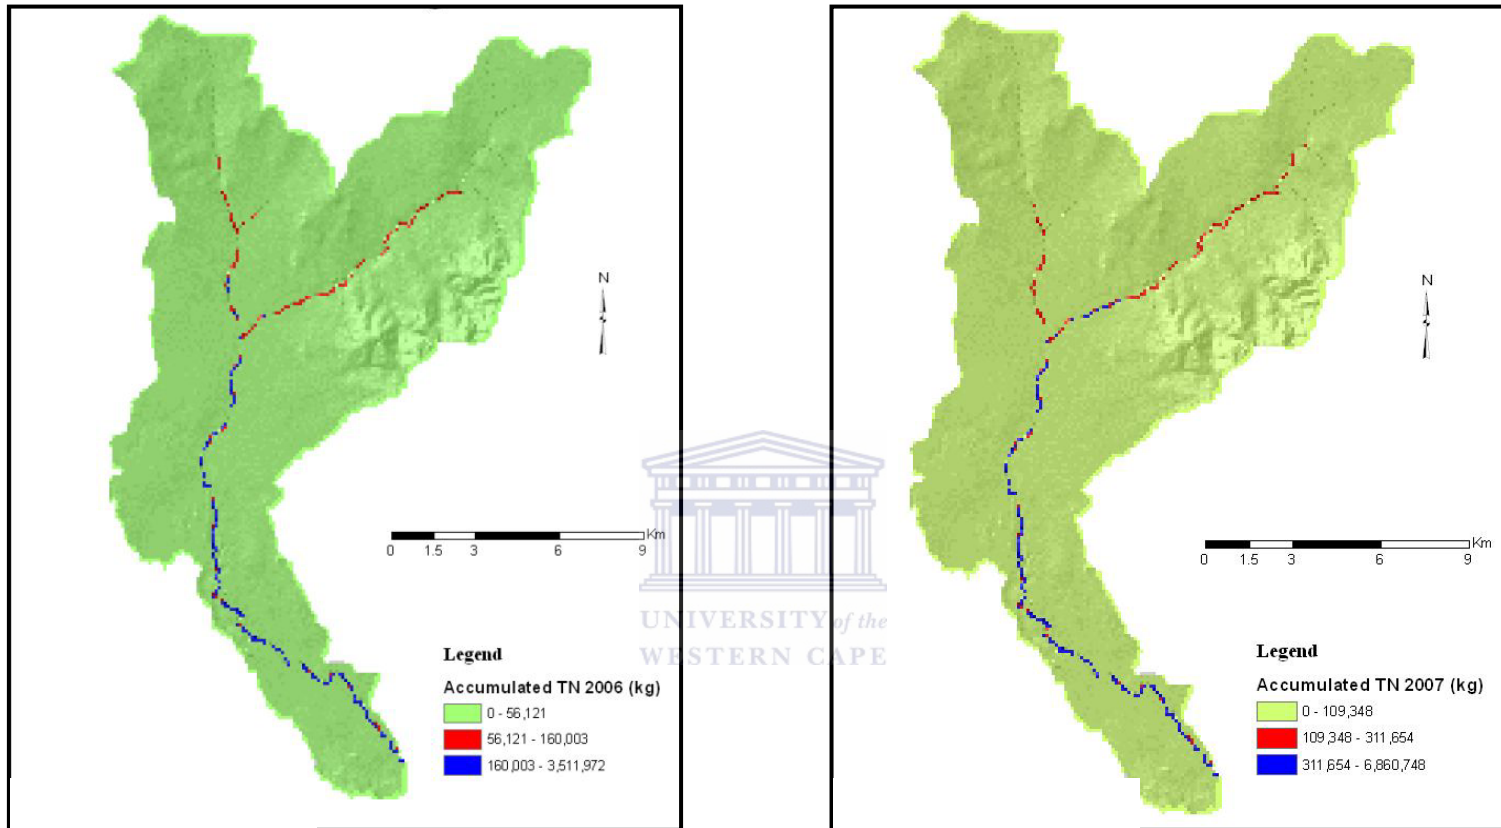 N
Km
0 1.5 3 6 9
Legend
Accumulated TN 2006 (kg)
0 - 56,121
56,121 - 160,003
160,003 - 3,511,972
UNIVERSITY of the
WESTERN CAPE
N
Km
0 1.5 3 6 9
Legend
Accumulated TN 2007 (kg)
0 - 109,348
109,348 - 311,654
311,654 - 6,860,748